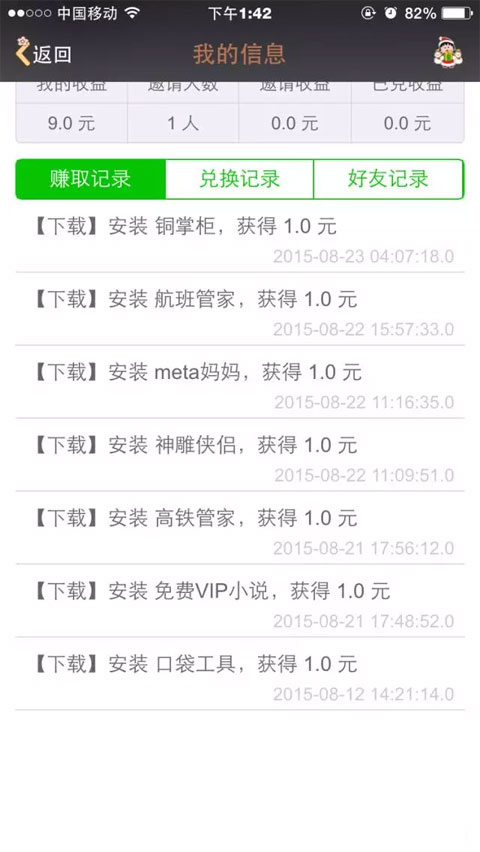 中国移动 下午1:42 82%
返回 我的信息
我的收益 邀请人数 邀请收益 已兑收益
9.0 元 1 人 0.0 元 0.0 元
赚取记录 兑换记录 好友记录
【下载】安装 铜掌柜，获得 1.0 元
2015-08-23 04:07:18.0
【下载】安装 航班管家，获得 1.0 元
2015-08-22 15:57:33.0
【下载】安装 meta妈妈，获得 1.0 元
2015-08-22 11:16:35.0
【下载】安装 神雕侠侣，获得 1.0 元
2015-08-22 11:09:51.0
【下载】安装 高铁管家，获得 1.0 元
2015-08-21 17:56:12.0
【下载】安装 免费VIP小说，获得 1.0 元
2015-08-21 17:48:52.0
【下载】安装 口袋工具，获得 1.0 元
2015-08-12 14:21:14.0